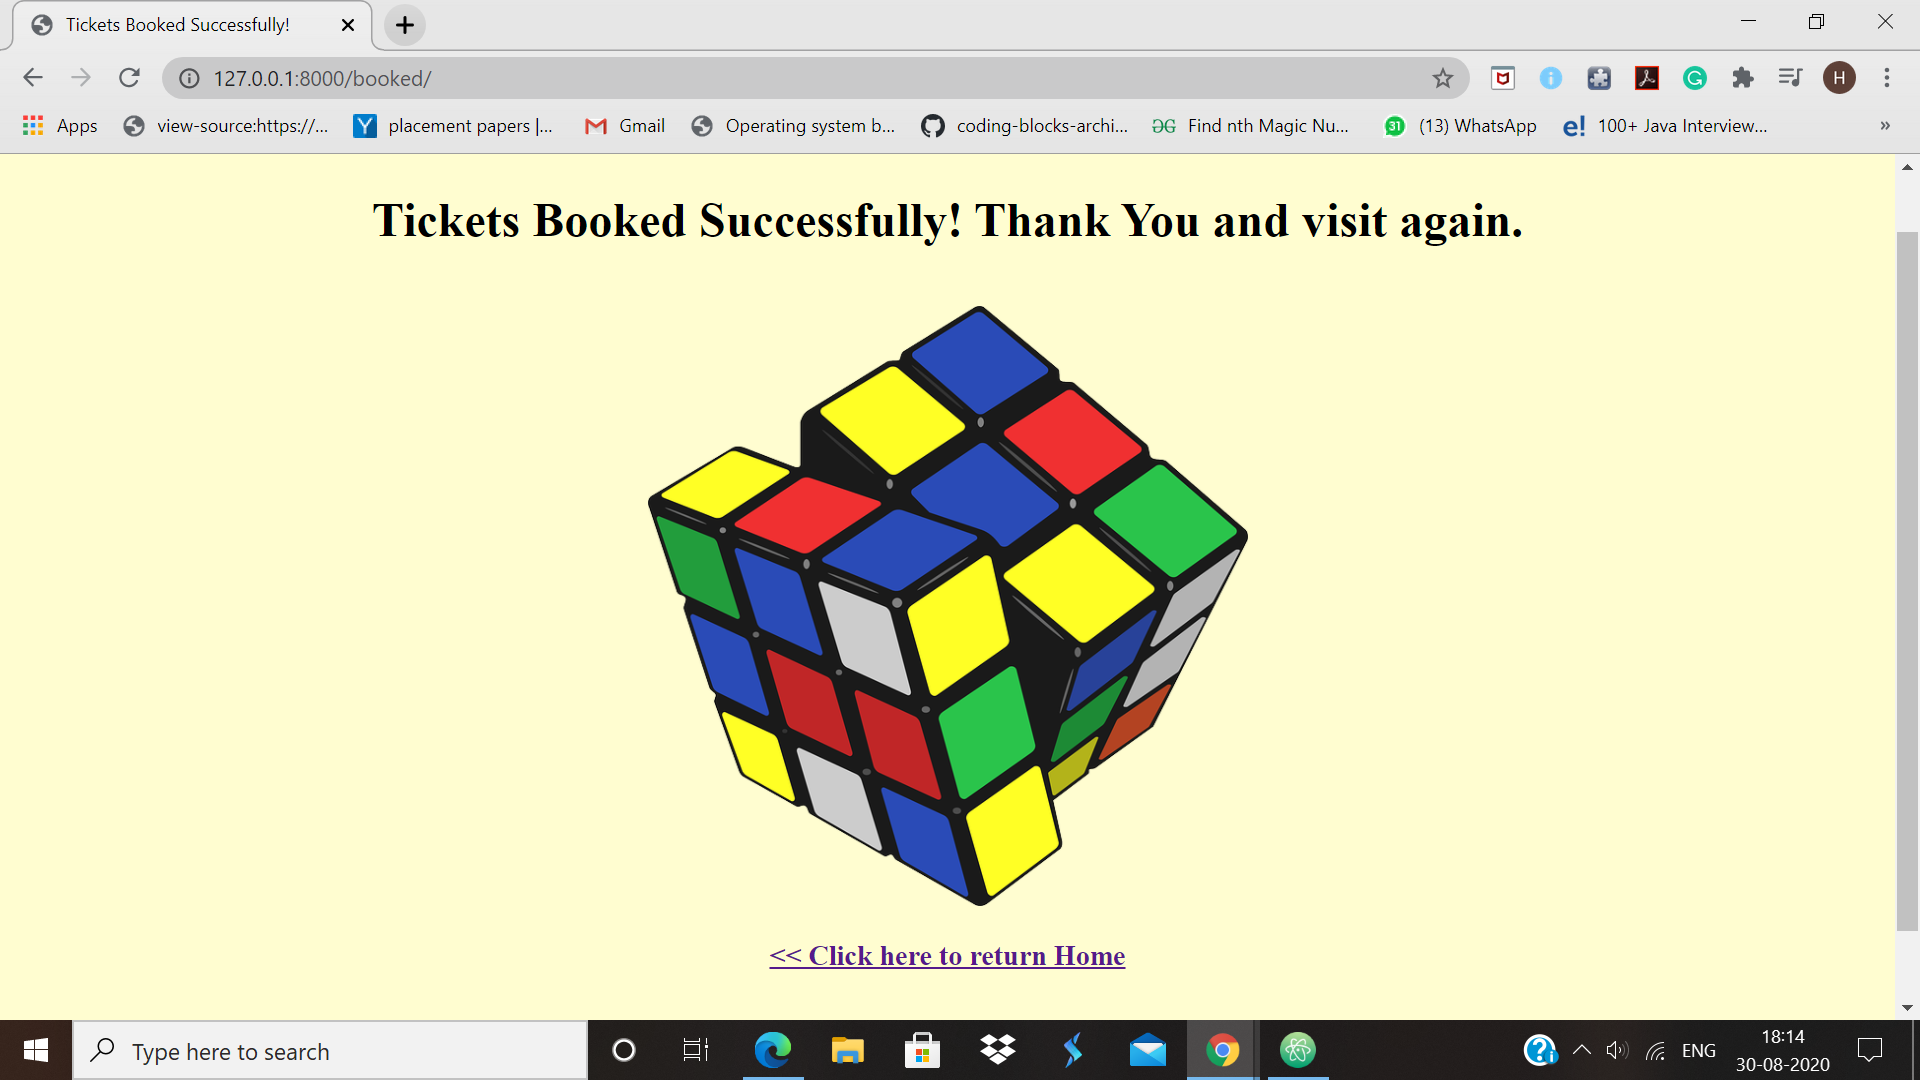 Tickets Booked Successfully!
127.0.0.1:8000/booked/
H
Apps view-source:https://... Y placement papers |... Gmail Operating system b... coding-blocks-archi... GG Find nth Magic Nu... 31 (13) WhatsApp e! 100+ Java Interview... »
Tickets Booked Successfully! Thank You and visit again.
<< Click here to return Home
Type here to search
ENG
18:14
30-08-2020